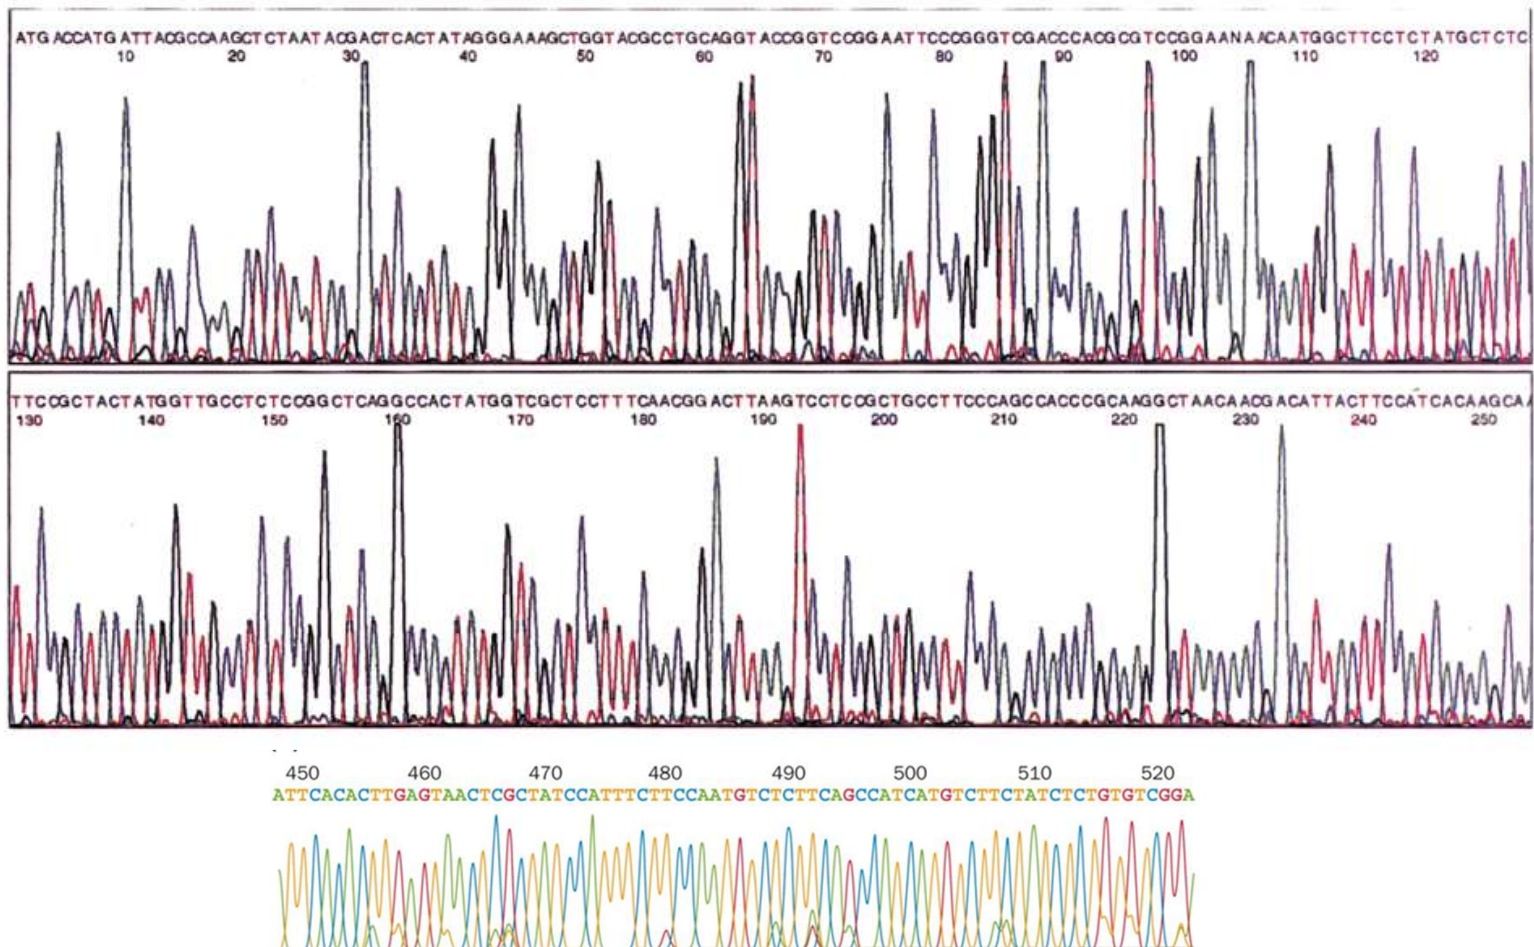 ATGACCATGATTACGCCAAGCTCTAATACGACTCACTATAGGGAAAGCTGGTACGCCTGCAGGTACCGGTCCGGAATTCCCGGGTCGACCCACGCGTCCGGAANAACAATGGCTTCCTCTATGCTCTC
10 20 30 40 50 60 70 80 90 100 110 120
TTCCGCTACTATGGTTGCCTCTCCGGCTCAGGCCACTATGGTCGCTCCTTTCAACGGACTTAAGTCCTCCGCTGCCTTCCCAGCCACCCGCAAGGCTAACAACGACATTACTTCCATCACAAGCAA
130 140 150 160 170 180 190 200 210 220 230 240 250
450 460 470 480 490 500 510 520
ATTCACACTTGAGTAACTCGCTATCCATTTCTTCCAATGTCTCTTCAGCCATCATGTCTTCTATCTCTGTGTCGGA